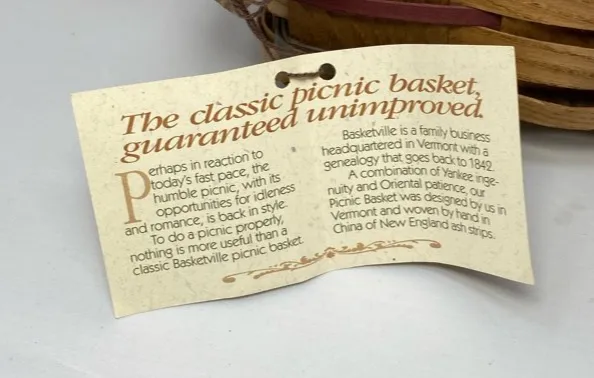 The classic picnic basket,
guaranteed unimproved.
Perhaps in reaction to
today's fast pace, the
humble picnic, with its
opportunities for idleness
and romance, is back in style.
To do a picnic properly,
nothing is more useful than a
classic Basketville picnic basket.
Basketville is a family business
headquartered in Vermont with a
genealogy that goes back to 1842.
A combination of Yankee inge-
nuity and Oriental patience, our
Picnic Basket was designed by us in
Vermont and woven by hand in
China of New England ash strips.